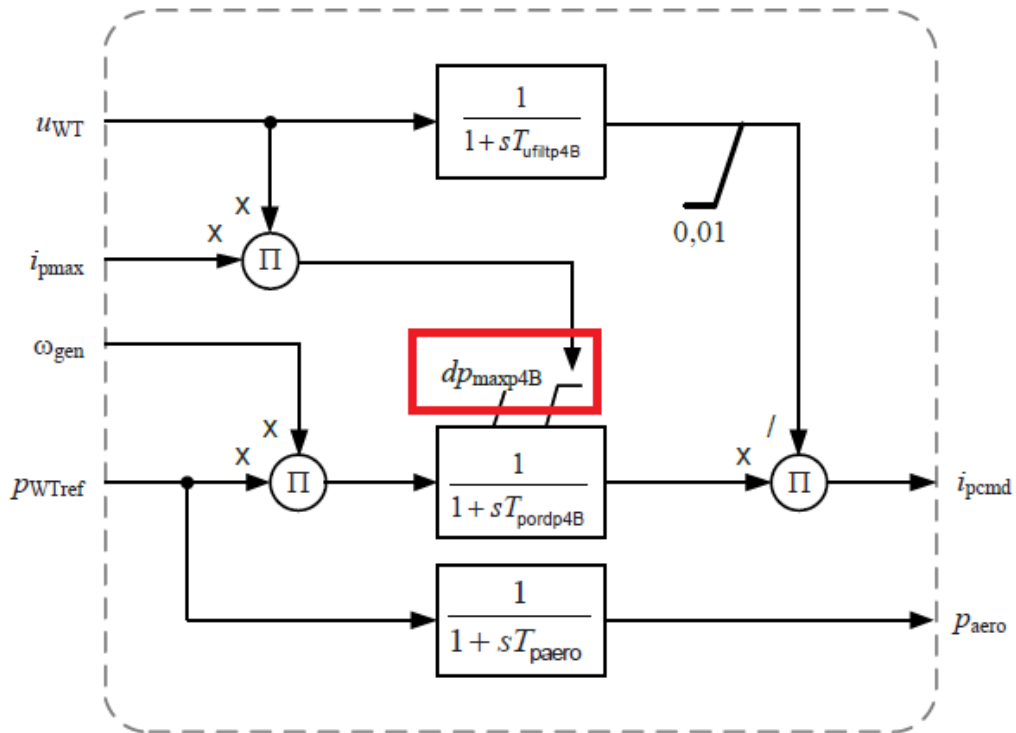 u_WT
1
1 + sT_ufiltp4B
0,01
X
X
i_pmax
Π
ω_gen
dp_maxp4B
X
X
p_WTref
Π
1
1 + sT_pordp4B
X
/
Π
i_pcmd
1
1 + sT_paero
p_aero